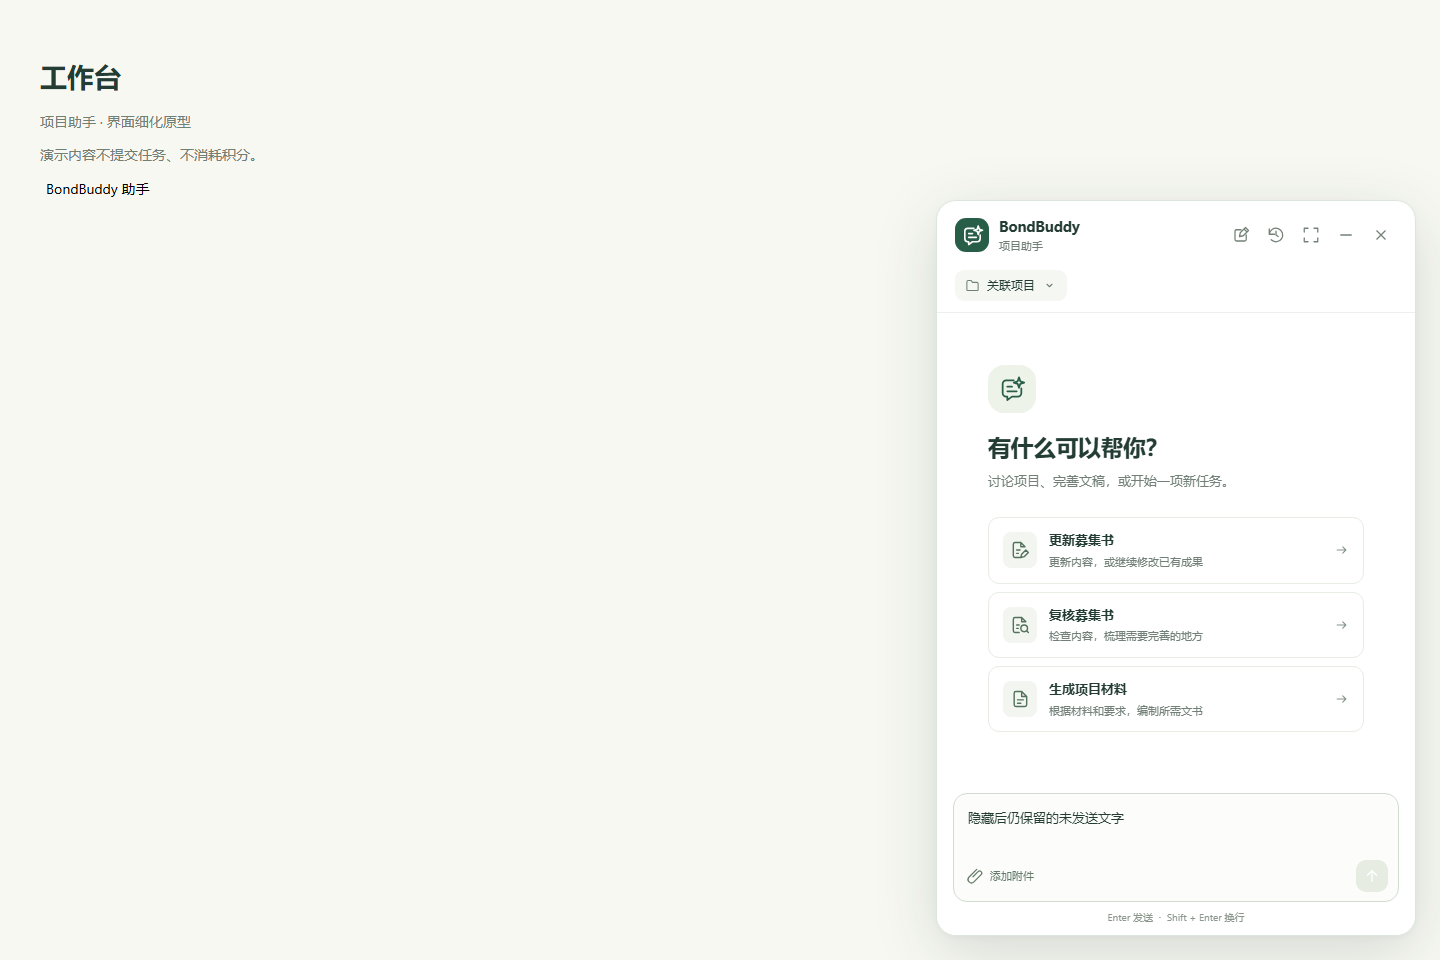 工作台
项目助手 · 界面细化原型
演示内容不提交任务、不消耗积分。
BondBuddy 助手
BondBuddy
项目助手
关联项目
有什么可以帮你？
讨论项目、完善文稿，或开始一项新任务。
更新募集书
更新内容，或继续修改已有成果
复核募集书
检查内容，梳理需要完善的地方
生成项目材料
根据材料和要求，编制所需文书
隐藏后仍保留的未发送文字
添加附件
Enter 发送 · Shift + Enter 换行